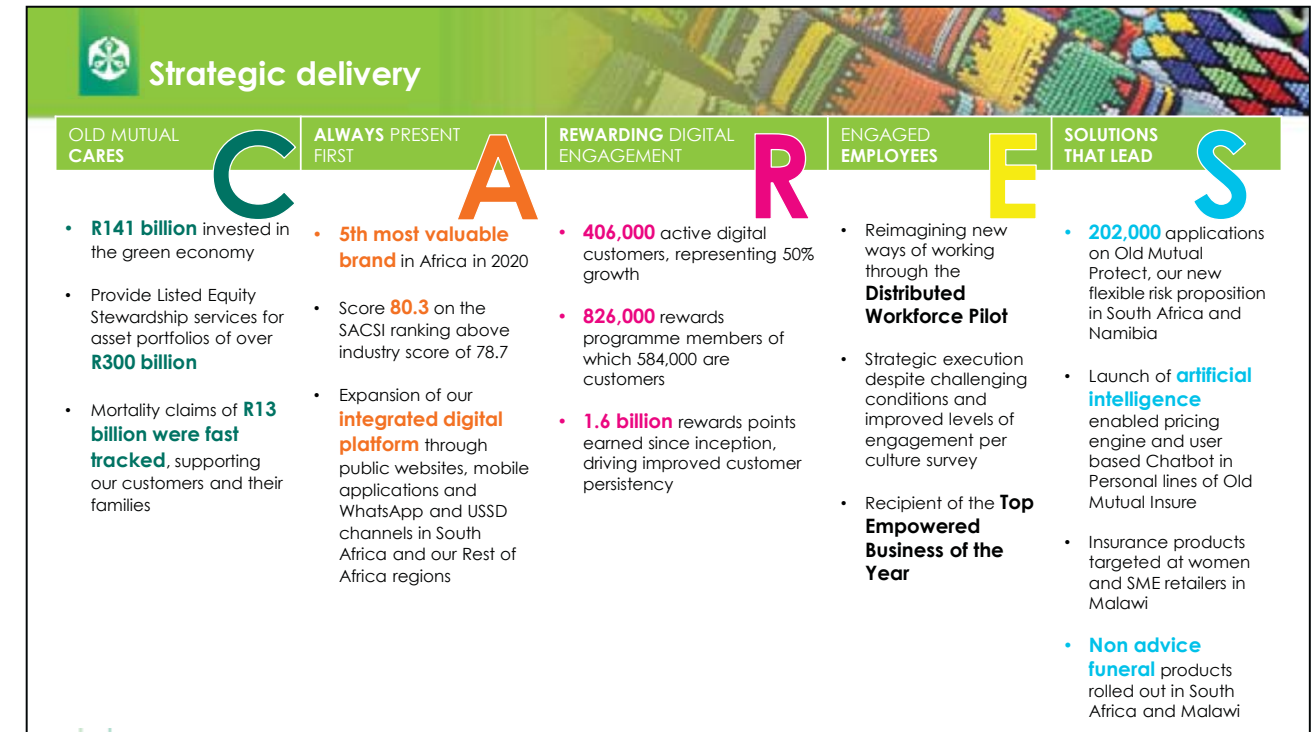 Strategic delivery
OLD MUTUAL
CARES
C
ALWAYS PRESENT
FIRST
A
REWARDING DIGITAL
ENGAGEMENT
R
ENGAGED
EMPLOYEES
E
SOLUTIONS
THAT LEAD
S
• R141 billion invested in
the green economy
• Provide Listed Equity
Stewardship services for
asset portfolios of over
R300 billion
• Mortality claims of R13
billion were fast
tracked, supporting
our customers and their
families
• 5th most valuable
brand in Africa in 2020
• Score 80.3 on the
SACSI ranking above
industry score of 78.7
• Expansion of our
integrated digital
platform through
public websites, mobile
applications and
WhatsApp and USSD
channels in South
Africa and our Rest of
Africa regions
• 406,000 active digital
customers, representing 50%
growth
• 826,000 rewards
programme members of
which 584,000 are
customers
• 1.6 billion rewards points
earned since inception,
driving improved customer
persistency
• Reimagining new
ways of working
through the
Distributed
Workforce Pilot
• Strategic execution
despite challenging
conditions and
improved levels of
engagement per
culture survey
• Recipient of the Top
Empowered
Business of the
Year
• 202,000 applications
on Old Mutual
Protect, our new
flexible risk proposition
in South Africa and
Namibia
• Launch of artificial
intelligence
enabled pricing
engine and user
based Chatbot in
Personal lines of Old
Mutual Insure
• Insurance products
targeted at women
and SME retailers in
Malawi
• Non advice
funeral products
rolled out in South
Africa and Malawi